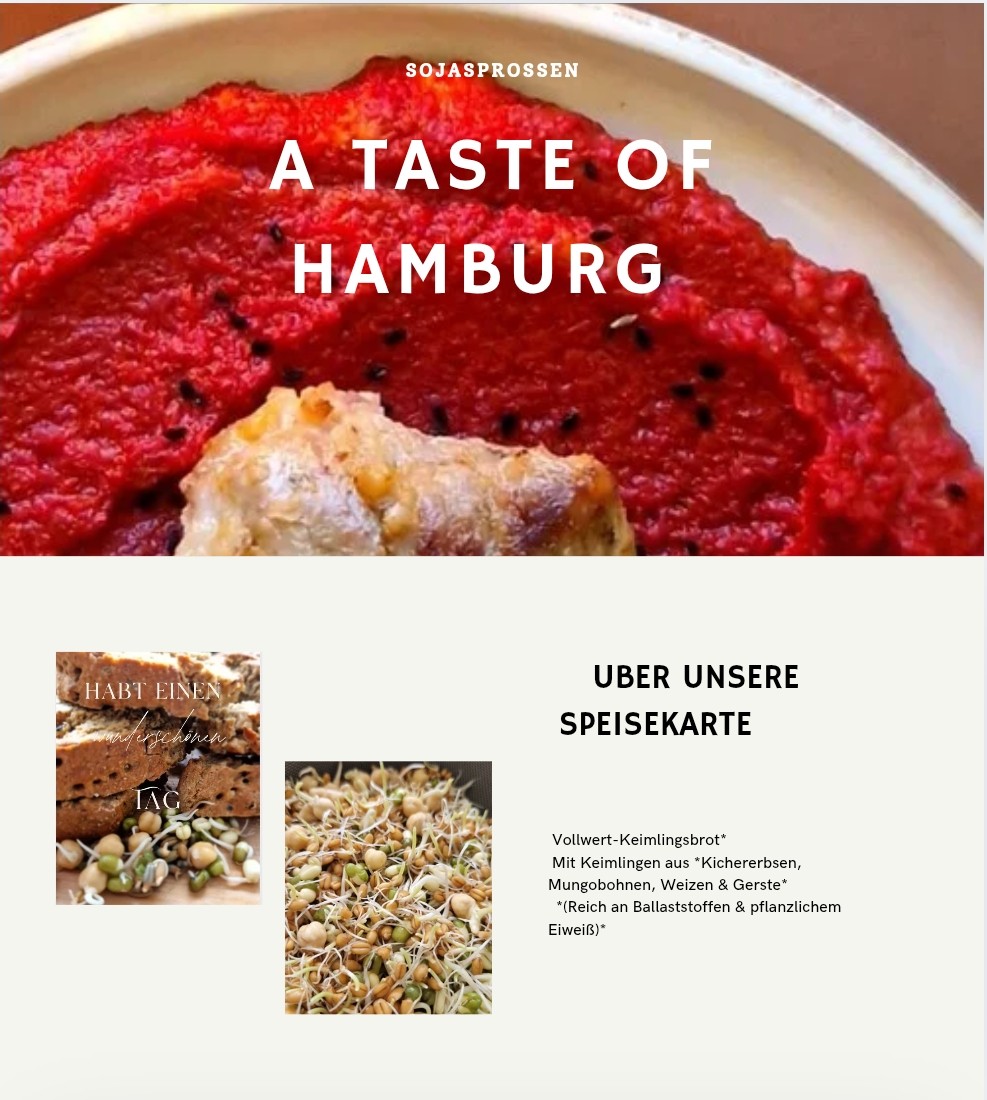 SOJASPROSSEN
A TASTE OF
HAMBURG
HABT EINEN
wunderschönen
TAG
UBER UNSERE
SPEISEKARTE
Vollwert-Keimlingsbrot*
Mit Keimlingen aus *Kichererbsen,
Mungobohnen, Weizen & Gerste*
*(Reich an Ballaststoffen & pflanzlichem
Eiweiß)*